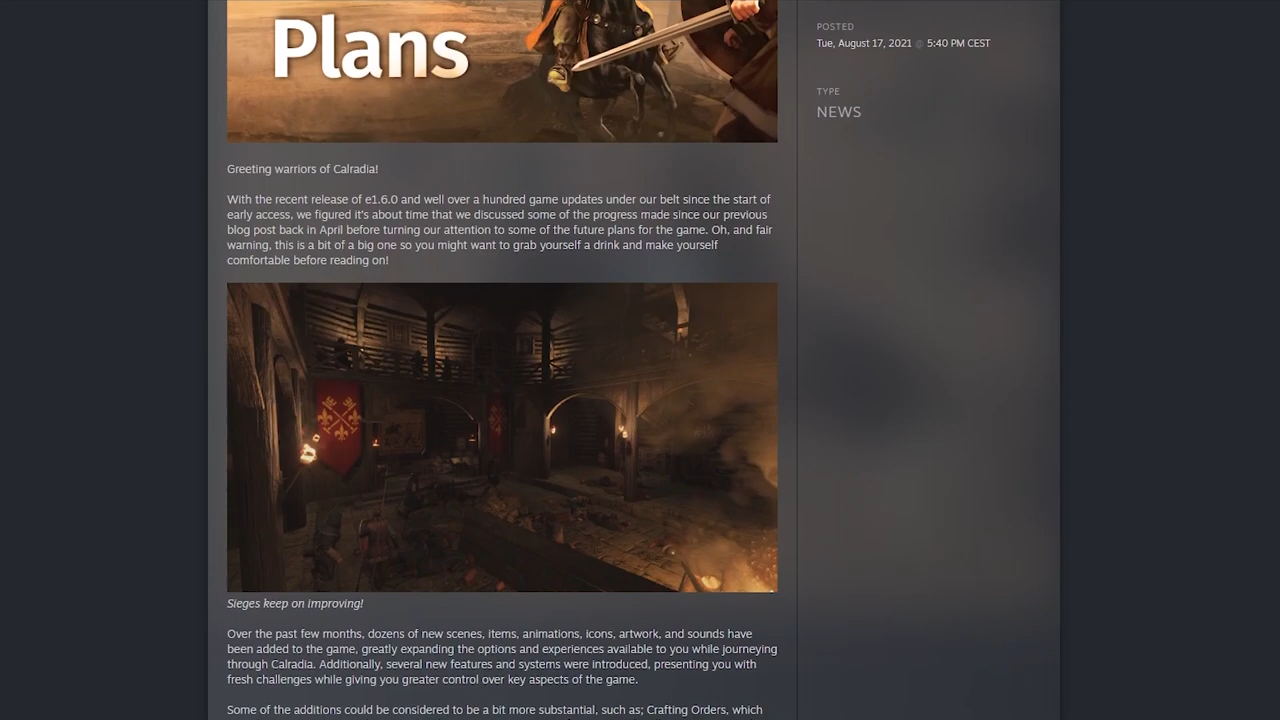 Plans
Greeting warriors of Calradia!
With the recent release of e1.6.0 and well over a hundred game updates under our belt since the start of
early access, we figured it's about time that we discussed some of the progress made since our previous
blog post back in April before turning our attention to some of the future plans for the game. Oh, and fair
warning, this is a bit of a big one so you might want to grab yourself a drink and make yourself
comfortable before reading on!
Sieges keep on improving!
Over the past few months, dozens of new scenes, items, animations, icons, artwork, and sounds have
been added to the game, greatly expanding the options and experiences available to you while journeying
through Calradia. Additionally, several new features and systems were introduced, presenting you with
fresh challenges while giving you greater control over key aspects of the game.
Some of the additions could be considered to be a bit more substantial, such as; Crafting Orders, which
POSTED
Tue, August 17, 2021 @ 5:40 PM CEST
TYPE
NEWS